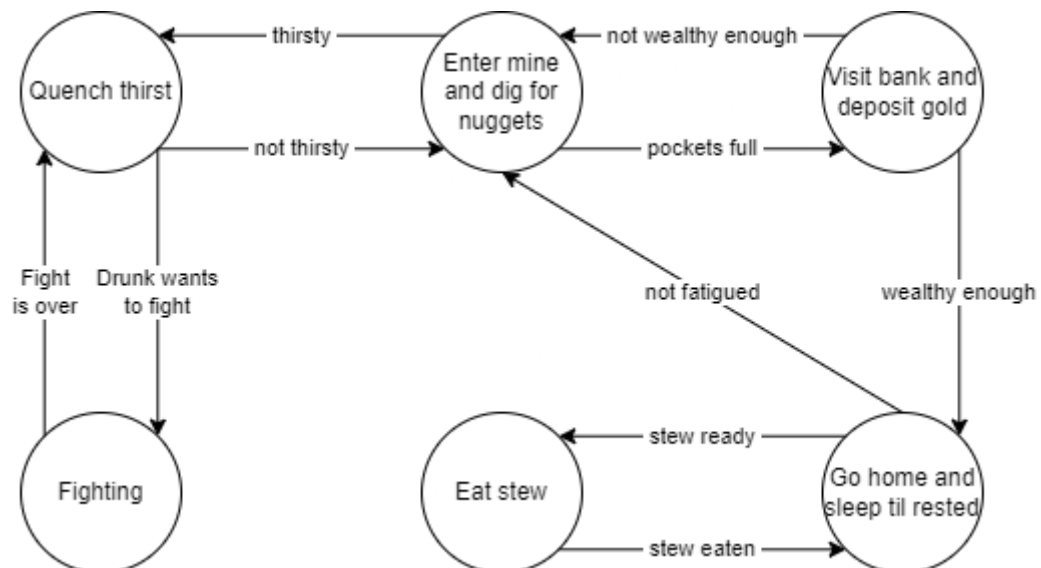 thirsty
not wealthy enough
Quench thirst
Enter mine
and dig for
nuggets
Visit bank and
deposit gold
not thirsty
pockets full
Fight
is over
Drunk wants
to fight
not fatigued
wealthy enough
stew ready
Fighting
Eat stew
Go home and
sleep til rested
stew eaten